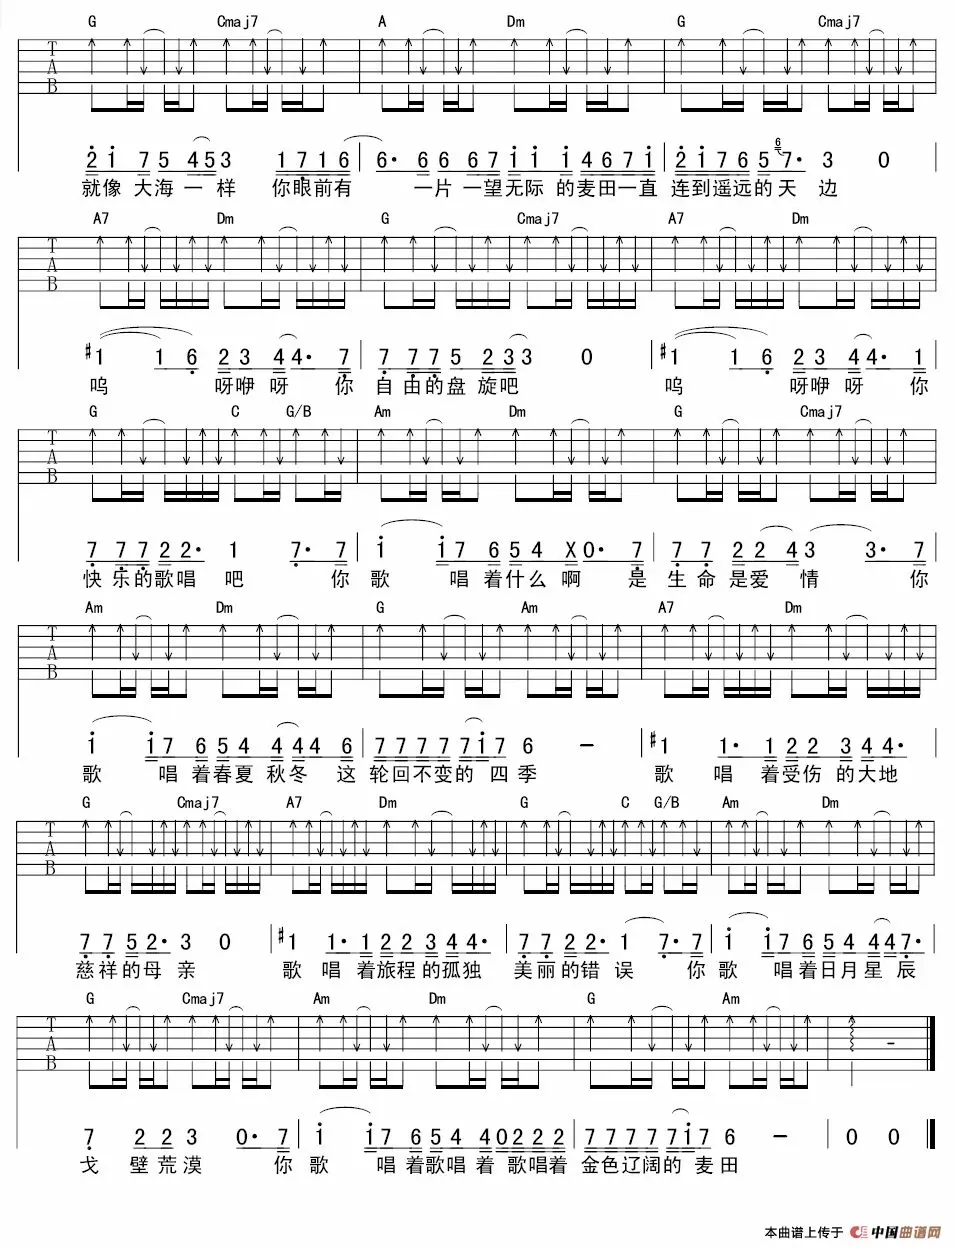 G Cmaj7 A Dm G Cmaj7
T
A
B
2 1 7 5 4 5 3 1 7 1 6 6· 6 6 6 7 1 1 1 4 6 7 1 2 1 7 6 5 6 7· 3 0
就像 大海一样 你眼前有 一片 一望无际 的麦田一直 连到遥远的天 边
A7 Dm G Cmaj7 A7 Dm
T
A
B
#1 1 6 2 3 4 4· 7 7 7 7 5 2 3 3 0 #1 1 6 2 3 4 4· 1
呜 呀咿呀 你 自由的盘旋吧 呜 呀咿呀 你
G C G/B Am Dm G Cmaj7
T
A
B
7 7 7 2 2· 1 7· 7 1 1 7 6 5 4 X 0· 7 7 7 2 2 4 3 3· 7
快乐的歌唱 吧 你 歌 唱着什么啊 是 生命是爱 情 你
Am Dm G Am A7 Dm
T
A
B
1 1 7 6 5 4 4 4 4 6 7 7 7 7 7 1 7 6 – #1 1· 1 2 2 3 4 4·
歌 唱着春夏 秋冬 这 轮回不变的 四季 歌 唱 着受伤 的大地
G Cmaj7 A7 Dm G C G/B Am Dm
T
A
B
7 7 5 2· 3 0 #1 1· 1 2 2 3 4 4· 7 7 2 2· 1 7· 7 1 1 7 6 5 4 4 4 7·
慈祥的母 亲 歌 唱 着旅程的孤独 美丽的错 误 你 歌 唱着日月星 辰
G Cmaj7 Am Dm G Am
T
A
B
7 2 2 3 0· 7 1 1 7 6 5 4 4 4 0 2 2 2 7 7 7 7 7 1 7 6 – 0 0
戈 壁荒漠 你 歌 唱着歌唱 着 歌唱着 金色辽阔的 麦田
本曲谱上传于 中国曲谱网